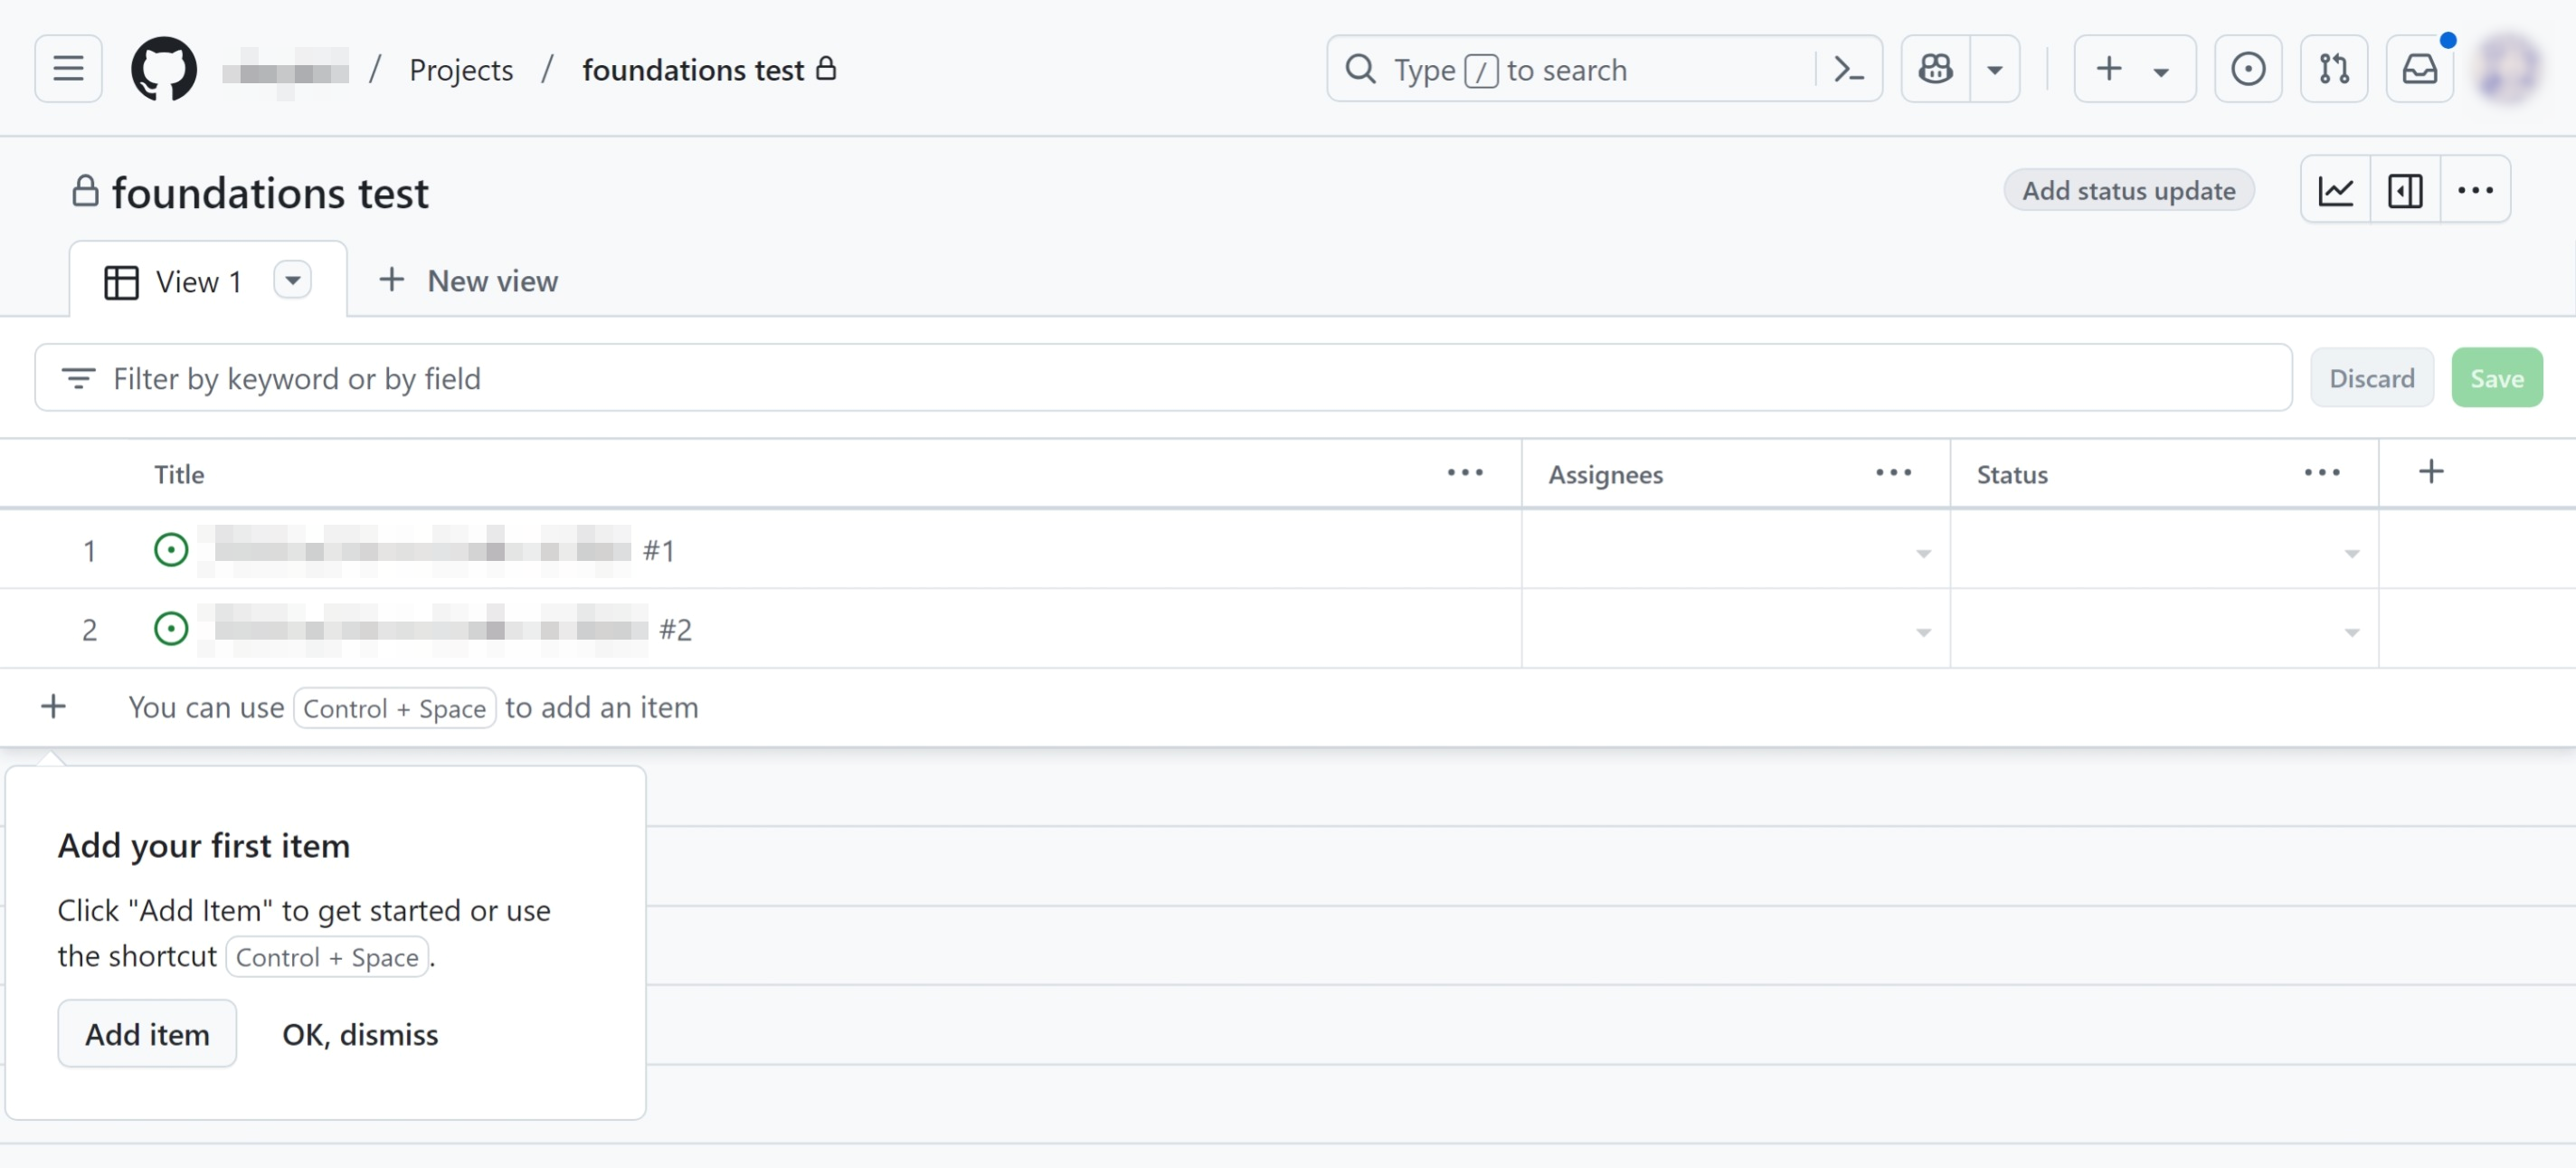 / Projects / foundations test
Type / to search
foundations test
Add status update
View 1
New view
Filter by keyword or by field
Discard
Save
Title
Assignees
Status
1 #1
2 #2
You can use Control + Space to add an item
Add your first item
Click "Add Item" to get started or use
the shortcut Control + Space.
Add item
OK, dismiss